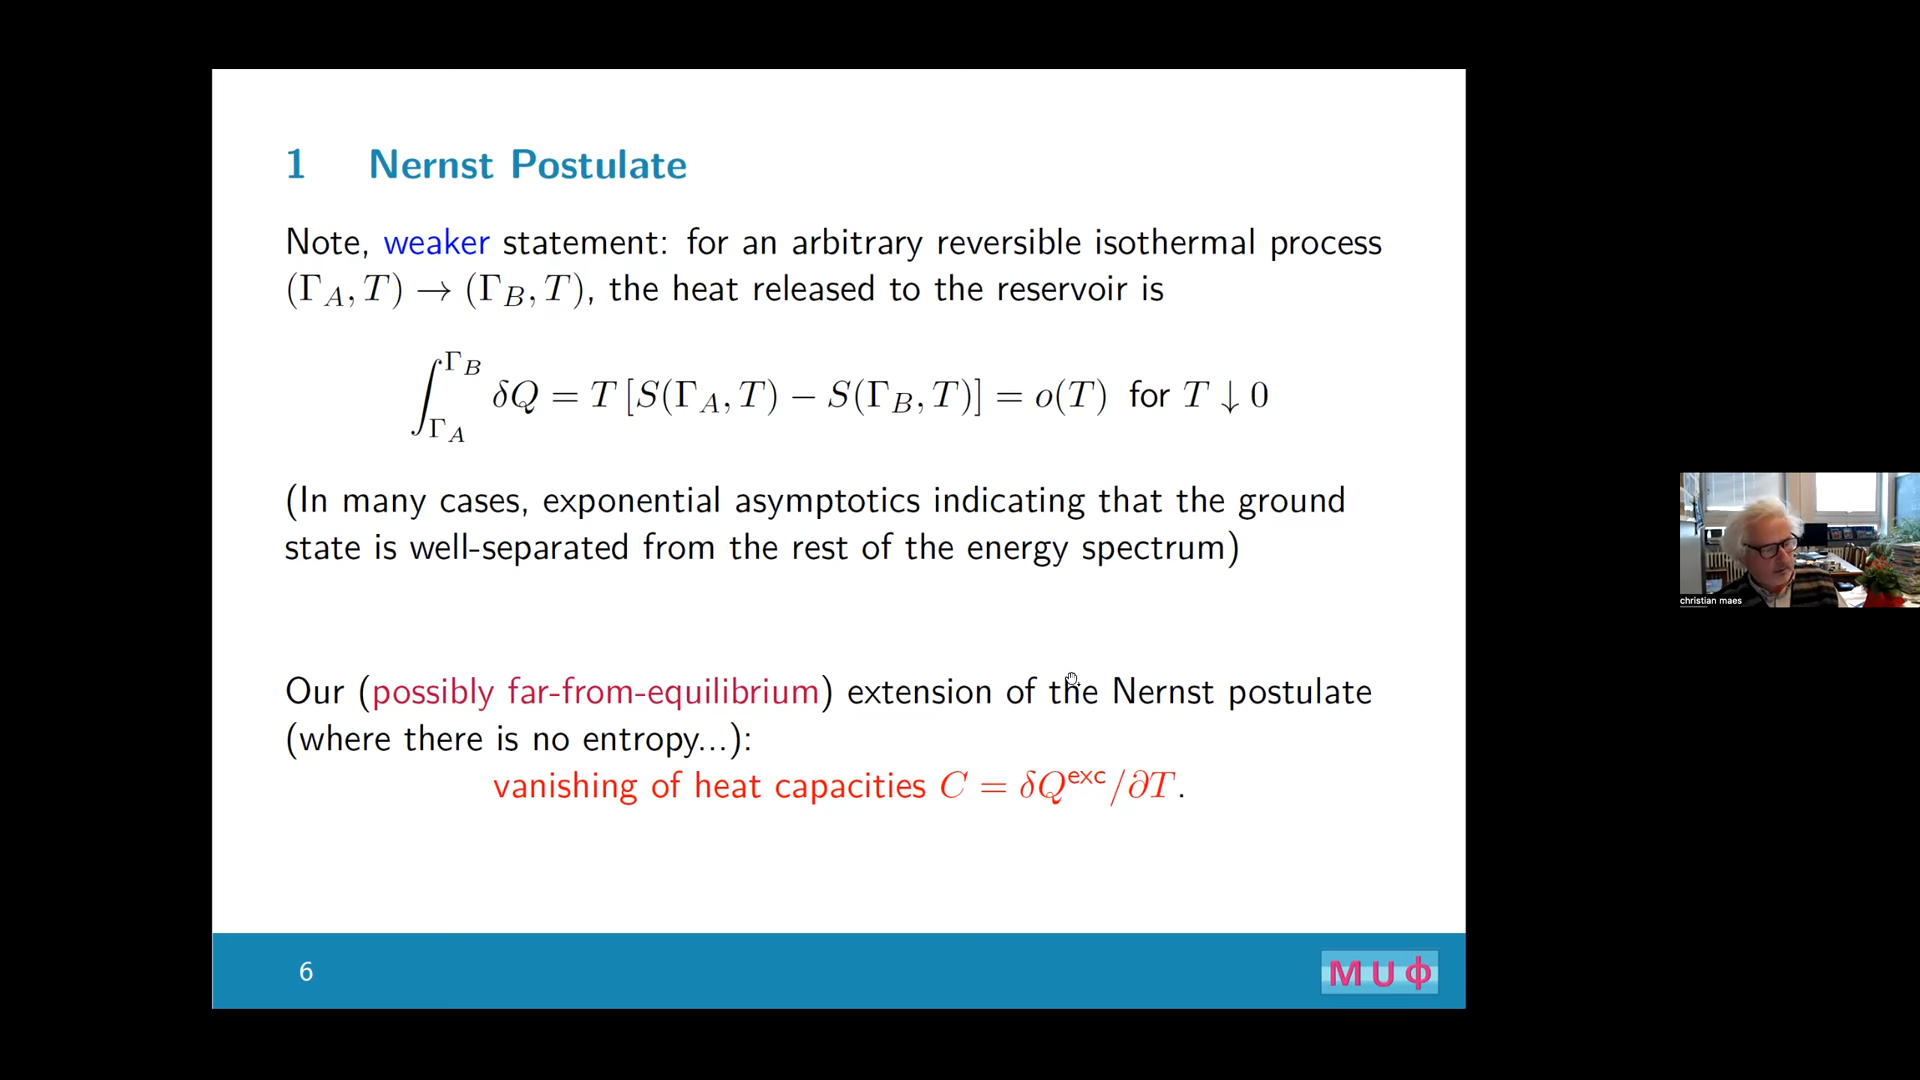 1 Nernst Postulate
Note, weaker statement: for an arbitrary reversible isothermal process
(Γ_A, T) → (Γ_B, T), the heat released to the reservoir is
∫_{Γ_A}^{Γ_B} δQ = T [S(Γ_A, T) − S(Γ_B, T)] = o(T) for T ↓ 0
(In many cases, exponential asymptotics indicating that the ground
state is well-separated from the rest of the energy spectrum)
Our (possibly far-from-equilibrium) extension of the Nernst postulate
(where there is no entropy...):
vanishing of heat capacities C = δQ^exc/∂T.
6
M U ϕ
christian maes